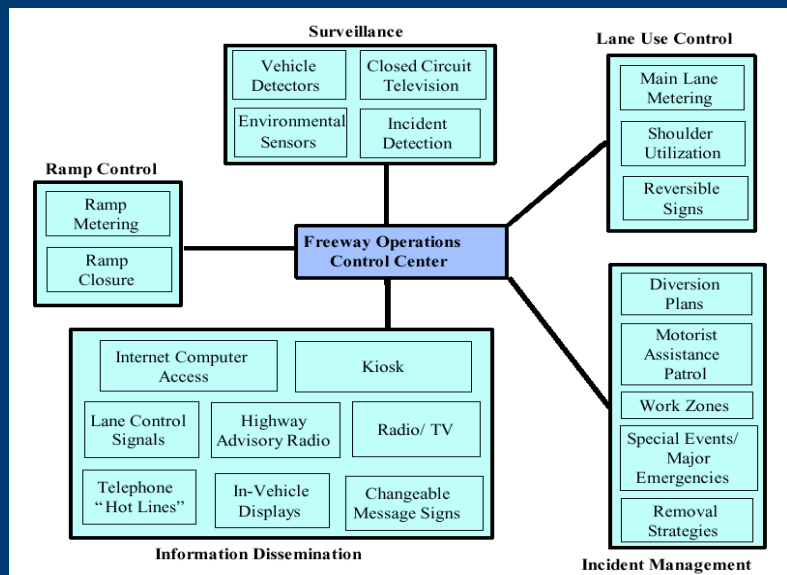 Surveillance
Vehicle
Detectors
Closed Circuit
Television
Environmental
Sensors
Incident
Detection
Lane Use Control
Main Lane
Metering
Shoulder
Utilization
Reversible
Signs
Ramp Control
Ramp
Metering
Ramp
Closure
Freeway Operations
Control Center
Internet Computer
Access
Kiosk
Lane Control
Signals
Highway
Advisory Radio
Radio/ TV
Telephone
“Hot Lines”
In-Vehicle
Displays
Changeable
Message Signs
Information Dissemination
Diversion
Plans
Motorist
Assistance
Patrol
Work Zones
Special Events/
Major
Emergencies
Removal
Strategies
Incident Management